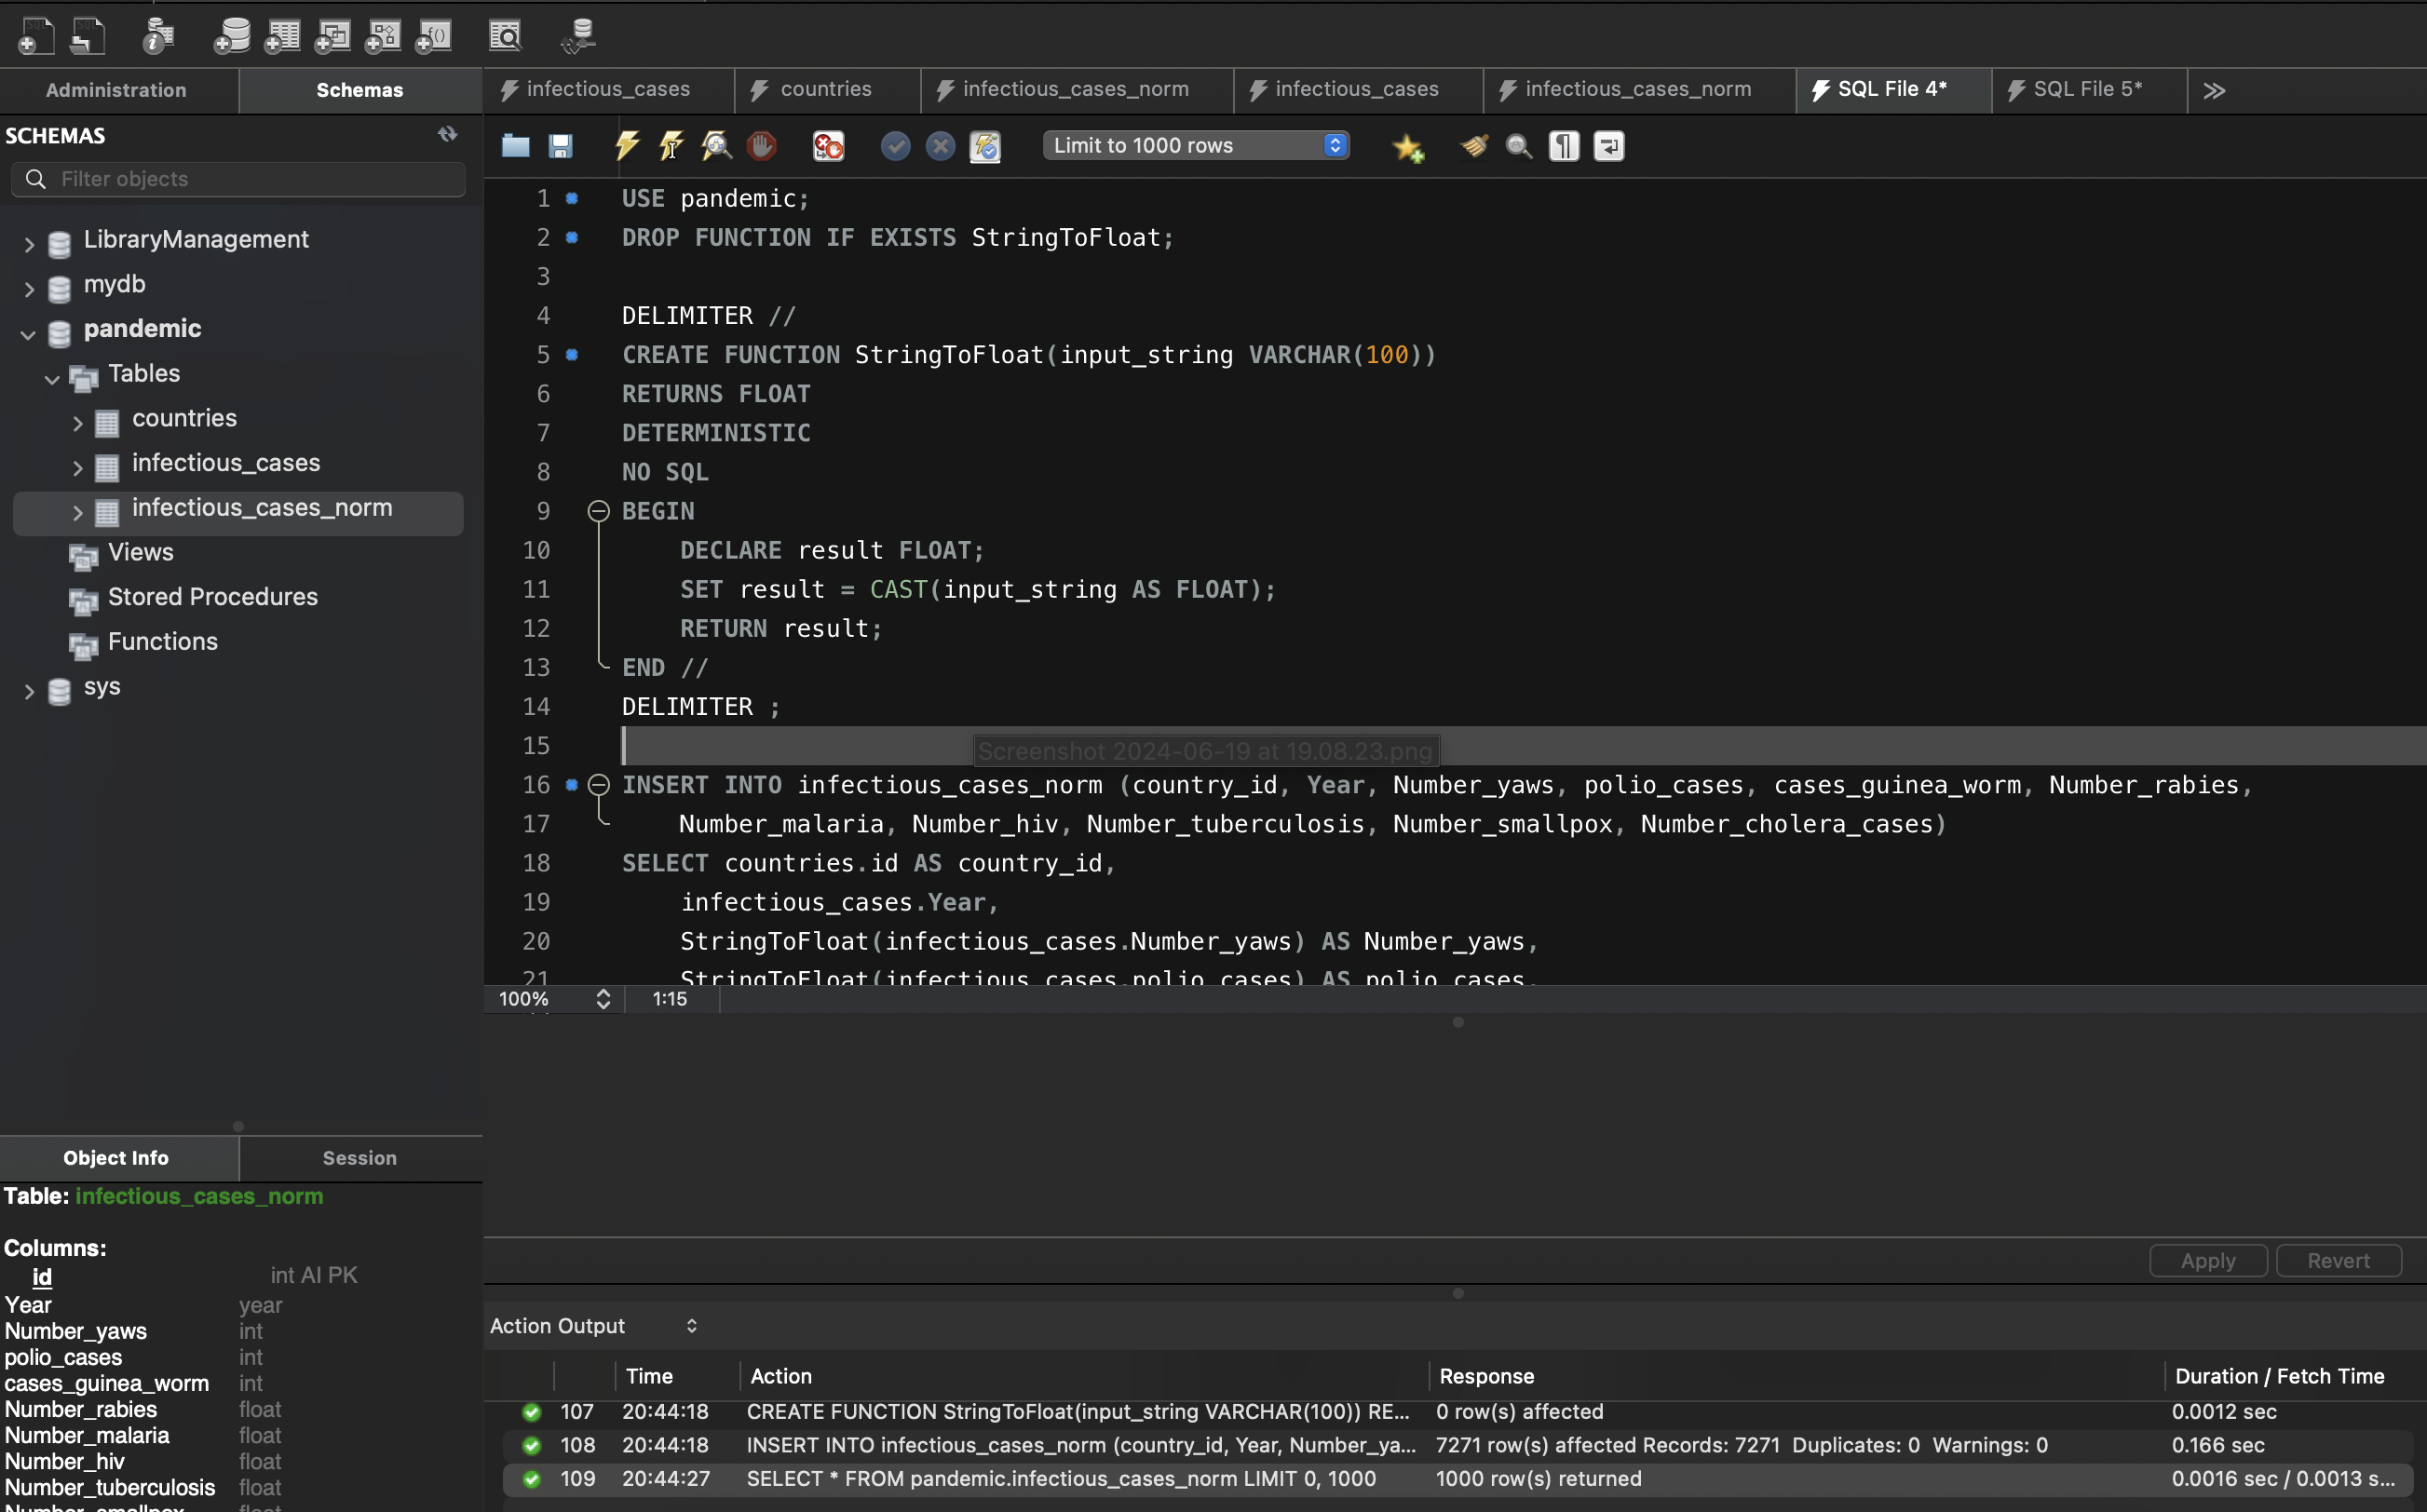 Administration
Schemas
infectious_cases
countries
infectious_cases_norm
infectious_cases
infectious_cases_norm
SQL File 4*
SQL File 5*
SCHEMAS
Limit to 1000 rows
Filter objects
LibraryManagement
mydb
pandemic
Tables
countries
infectious_cases
infectious_cases_norm
Views
Stored Procedures
Functions
sys
1 USE pandemic;
2 DROP FUNCTION IF EXISTS StringToFloat;
3
4 DELIMITER //
5 CREATE FUNCTION StringToFloat(input_string VARCHAR(100))
6 RETURNS FLOAT
7 DETERMINISTIC
8 NO SQL
9 BEGIN
10 DECLARE result FLOAT;
11 SET result = CAST(input_string AS FLOAT);
12 RETURN result;
13 END //
14 DELIMITER ;
15
Screenshot 2024-06-19 at 19.08.23.png
16 INSERT INTO infectious_cases_norm (country_id, Year, Number_yaws, polio_cases, cases_guinea_worm, Number_rabies,
17 Number_malaria, Number_hiv, Number_tuberculosis, Number_smallpox, Number_cholera_cases)
18 SELECT countries.id AS country_id,
19 infectious_cases.Year,
20 StringToFloat(infectious_cases.Number_yaws) AS Number_yaws,
21 StringToFloat(infectious_cases.polio_cases) AS polio_cases,
100% 1:15
Object Info
Session
Table: infectious_cases_norm
Columns:
id int AI PK
Year year
Number_yaws int
polio_cases int
cases_guinea_worm int
Number_rabies float
Number_malaria float
Number_hiv float
Number_tuberculosis float
Number_smallpox float
Apply
Revert
Action Output
Time Action Response Duration / Fetch Time
107 20:44:18 CREATE FUNCTION StringToFloat(input_string VARCHAR(100)) RE... 0 row(s) affected 0.0012 sec
108 20:44:18 INSERT INTO infectious_cases_norm (country_id, Year, Number_ya... 7271 row(s) affected Records: 7271 Duplicates: 0 Warnings: 0 0.166 sec
109 20:44:27 SELECT * FROM pandemic.infectious_cases_norm LIMIT 0, 1000 1000 row(s) returned 0.0016 sec / 0.0013 s...